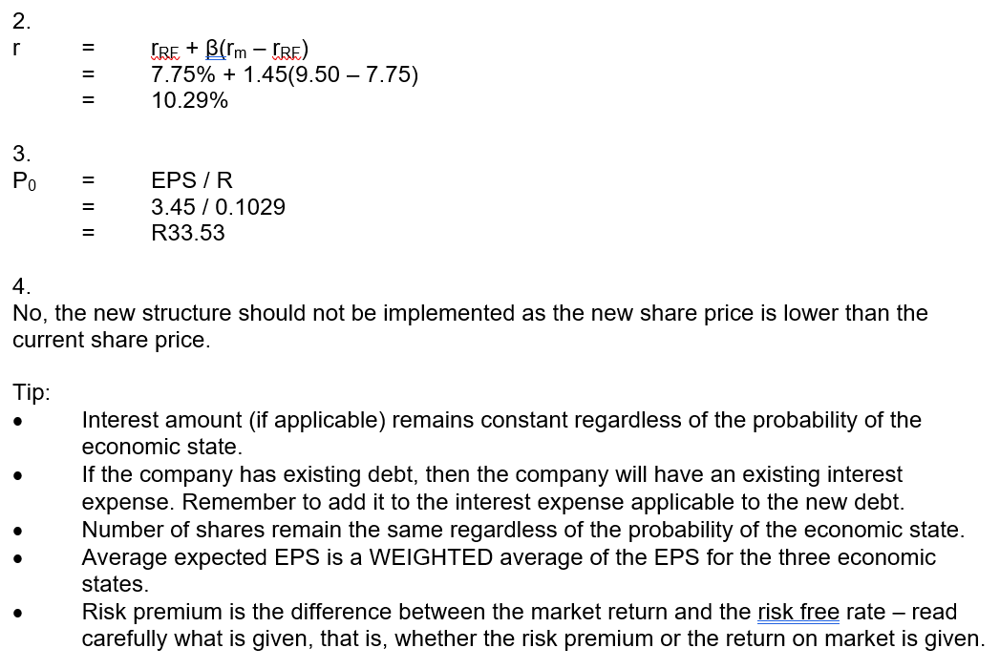 2.
r = rRF + β(rm – rRF)
= 7.75% + 1.45(9.50 – 7.75)
= 10.29%
3.
P0 = EPS / R
= 3.45 / 0.1029
= R33.53
4.
No, the new structure should not be implemented as the new share price is lower than the
current share price.
Tip:
• Interest amount (if applicable) remains constant regardless of the probability of the
economic state.
• If the company has existing debt, then the company will have an existing interest
expense. Remember to add it to the interest expense applicable to the new debt.
• Number of shares remain the same regardless of the probability of the economic state.
• Average expected EPS is a WEIGHTED average of the EPS for the three economic
states.
• Risk premium is the difference between the market return and the risk free rate – read
carefully what is given, that is, whether the risk premium or the return on market is given.